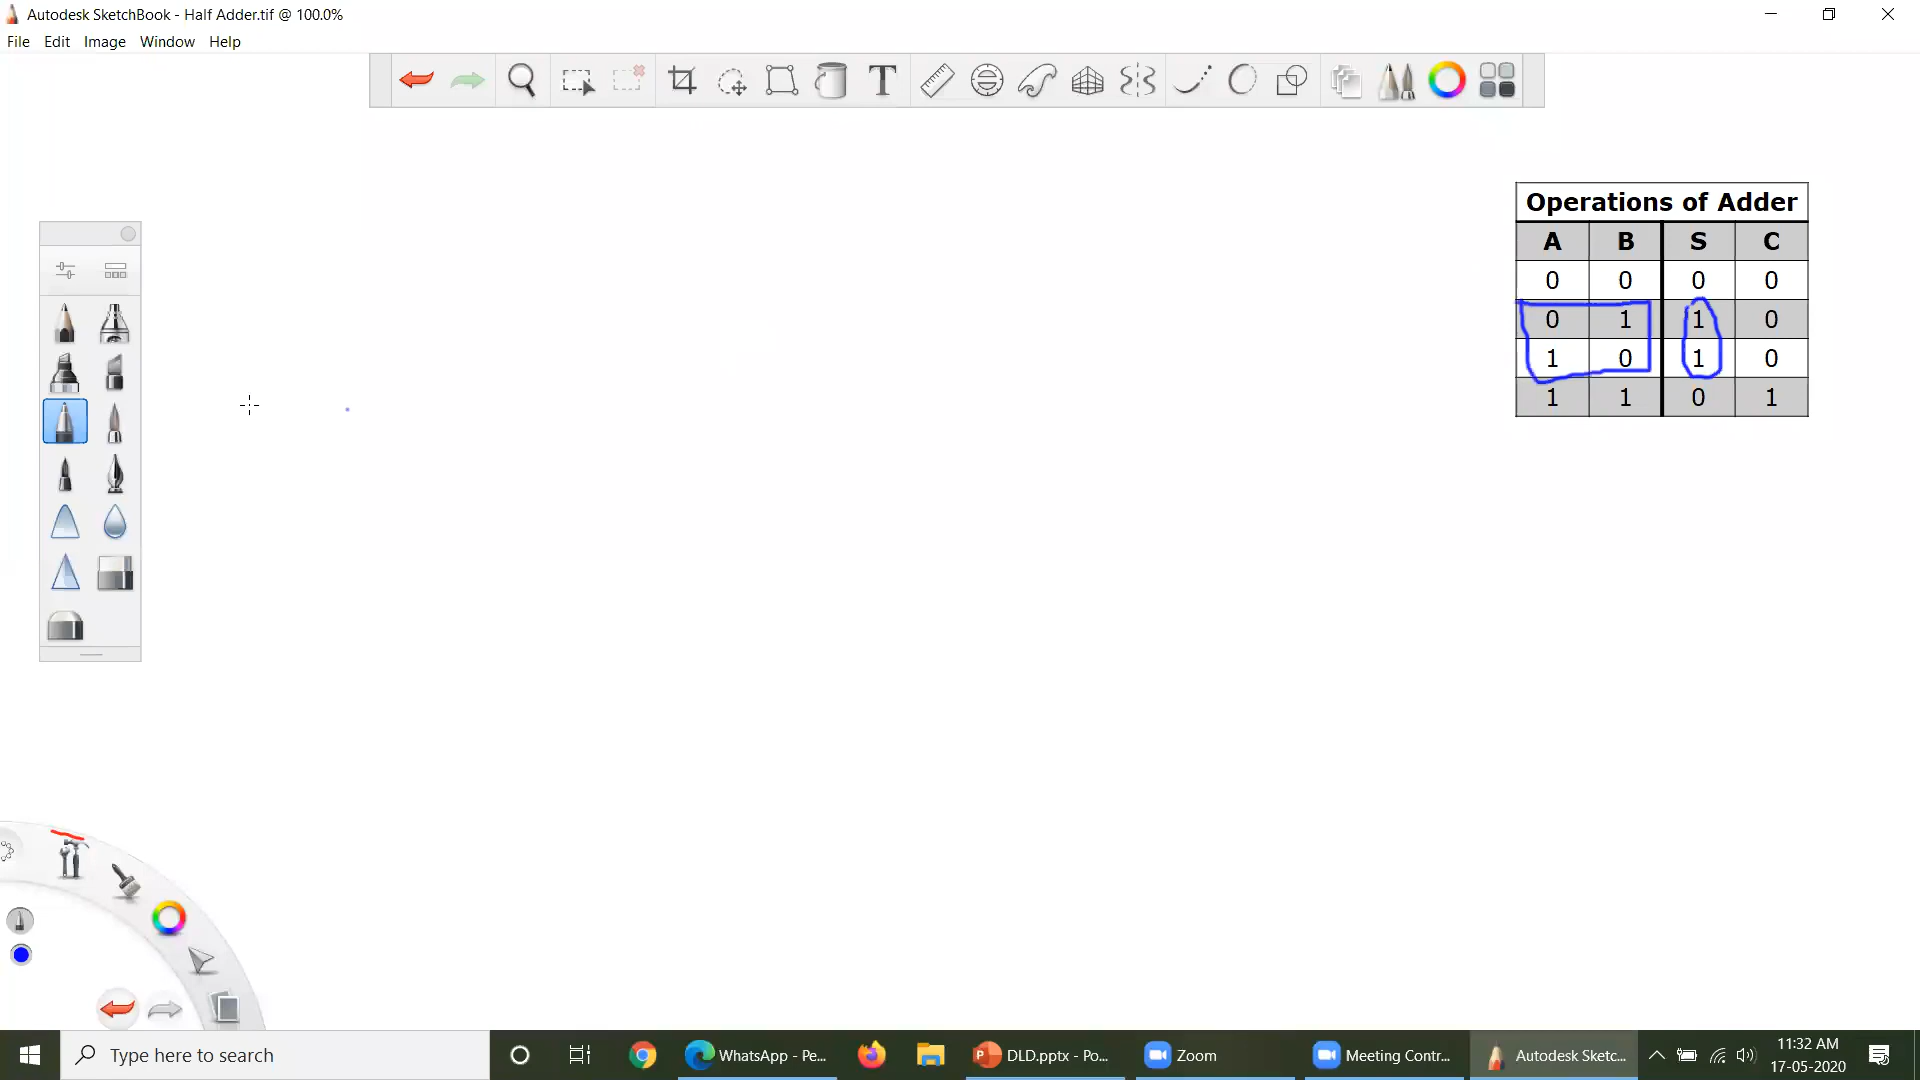 Autodesk SketchBook - Half Adder.tif @ 100.0%
File Edit Image Window Help
T
Operations of Adder
A B S C
0 0 0 0
0 1 1 0
1 0 1 0
1 1 0 1
Type here to search
WhatsApp - Pe...
DLD.pptx - Po...
Zoom
Meeting Contr...
Autodesk Sketc...
11:32 AM
17-05-2020